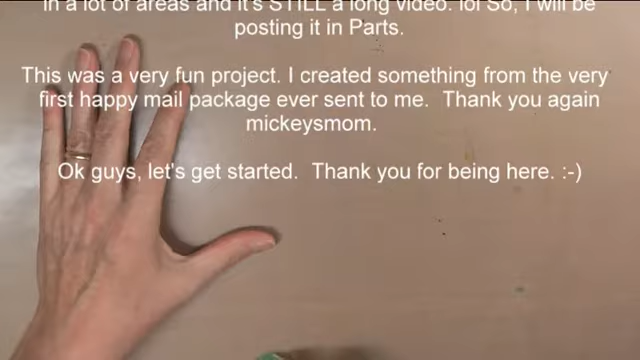 in a lot of areas and it's STILL a long video. lol So, I will be
posting it in Parts.
This was a very fun project. I created something from the very
first happy mail package ever sent to me. Thank you again
mickeysmom.
Ok guys, let's get started. Thank you for being here. :-)